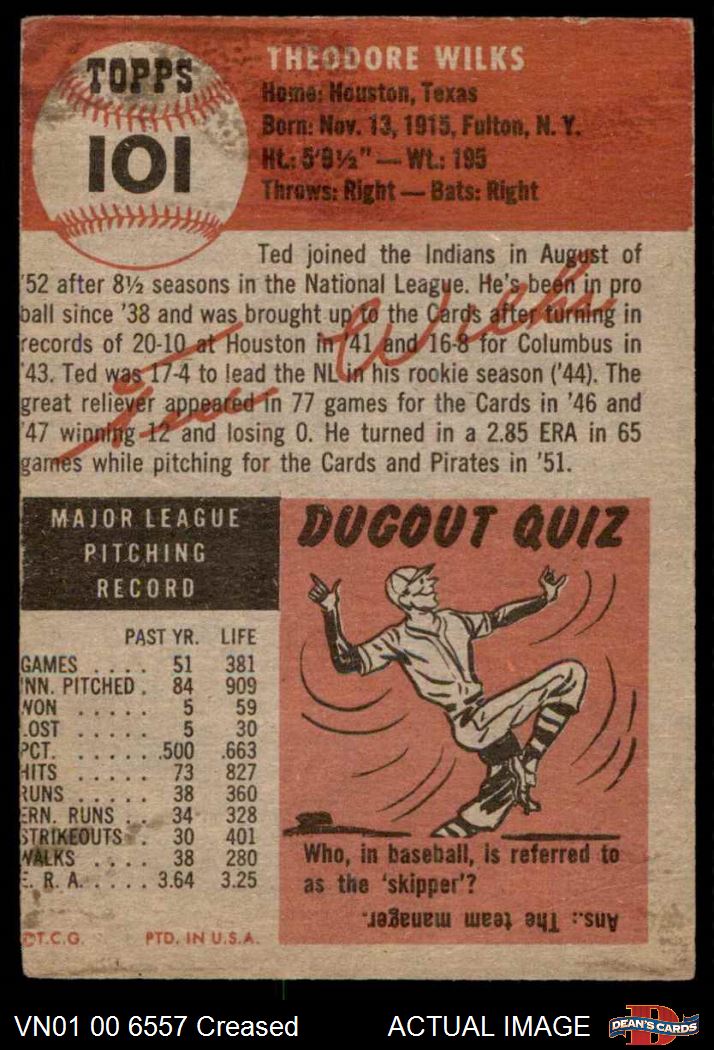 TOPPS
101
THEODORE WILKS
Home: Houston, Texas
Born: Nov. 13, 1915, Fulton, N. Y.
Ht.: 5'9½" — Wt.: 195
Throws: Right — Bats: Right
Ted joined the Indians in August of
'52 after 8½ seasons in the National League. He's been in pro
ball since '38 and was brought up to the Cards after turning in
records of 20-10 at Houston in '41 and 16-8 for Columbus in
'43. Ted was 17-4 to lead the NL in his rookie season ('44). The
great reliever appeared in 77 games for the Cards in '46 and
'47 winning 12 and losing 0. He turned in a 2.85 ERA in 65
games while pitching for the Cards and Pirates in '51.
Ted Wilks
MAJOR LEAGUE
PITCHING
RECORD
PAST YR. LIFE
GAMES . . . . 51 381
INN. PITCHED . 84 909
WON . . . . . 5 59
LOST . . . . . 5 30
PCT. . . . . . .500 .663
HITS . . . . . 73 827
RUNS . . . . . 38 360
ERN. RUNS . . 34 328
STRIKEOUTS . 30 401
WALKS . . . . 38 280
E. R. A. . . . . 3.64 3.25
©T.C.G. PTD. IN U.S.A.
DUGOUT QUIZ
Who, in baseball, is referred to
as the 'skipper'?
Ans.: The team manager.
VN01 00 6557 Creased ACTUAL IMAGE
D
DEAN'S CARDS